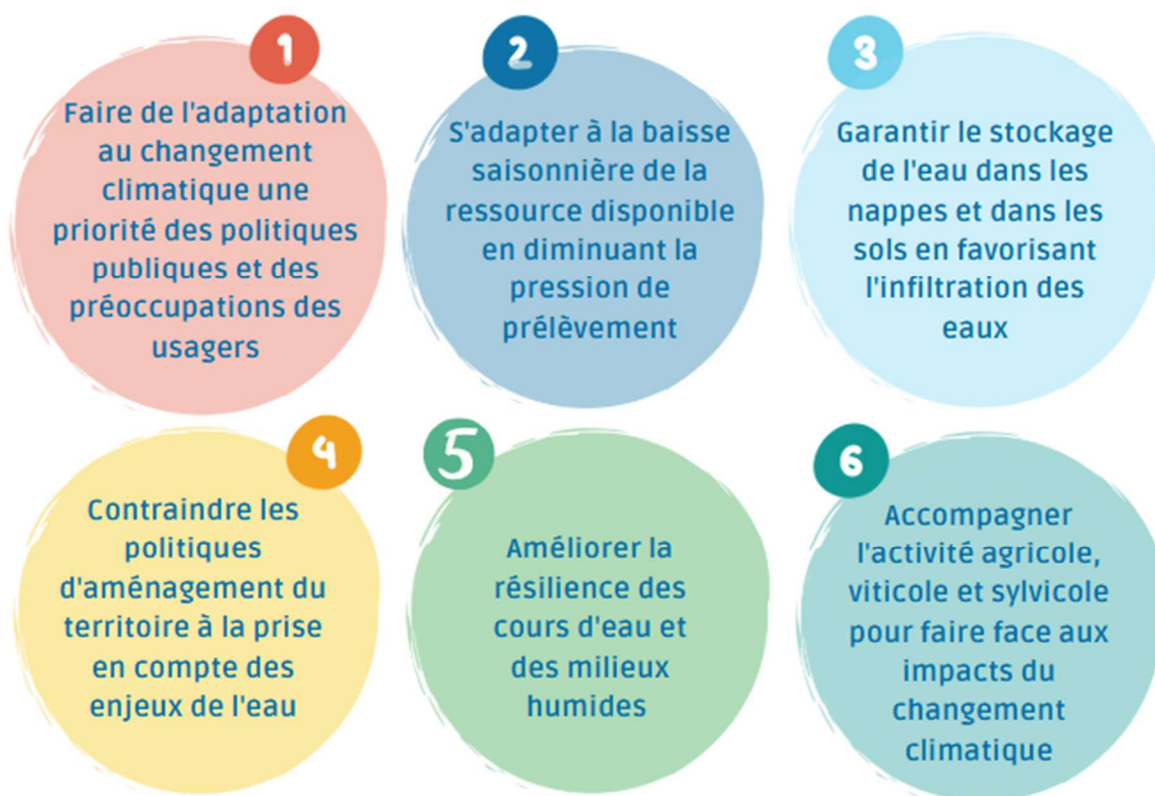 1
Faire de l'adaptation
au changement
climatique une
priorité des politiques
publiques et des
préoccupations des
usagers
2
S'adapter à la baisse
saisonnière de la
ressource disponible
en diminuant la
pression de
prélèvement
3
Garantir le stockage
de l'eau dans les
nappes et dans les
sols en favorisant
l'infiltration des
eaux
4
Contraindre les
politiques
d'aménagement du
territoire à la prise
en compte des
enjeux de l'eau
5
Améliorer la
résilience des
cours d'eau et
des milieux
humides
6
Accompagner
l'activité agricole,
viticole et sylvicole
pour faire face aux
impacts du
changement
climatique